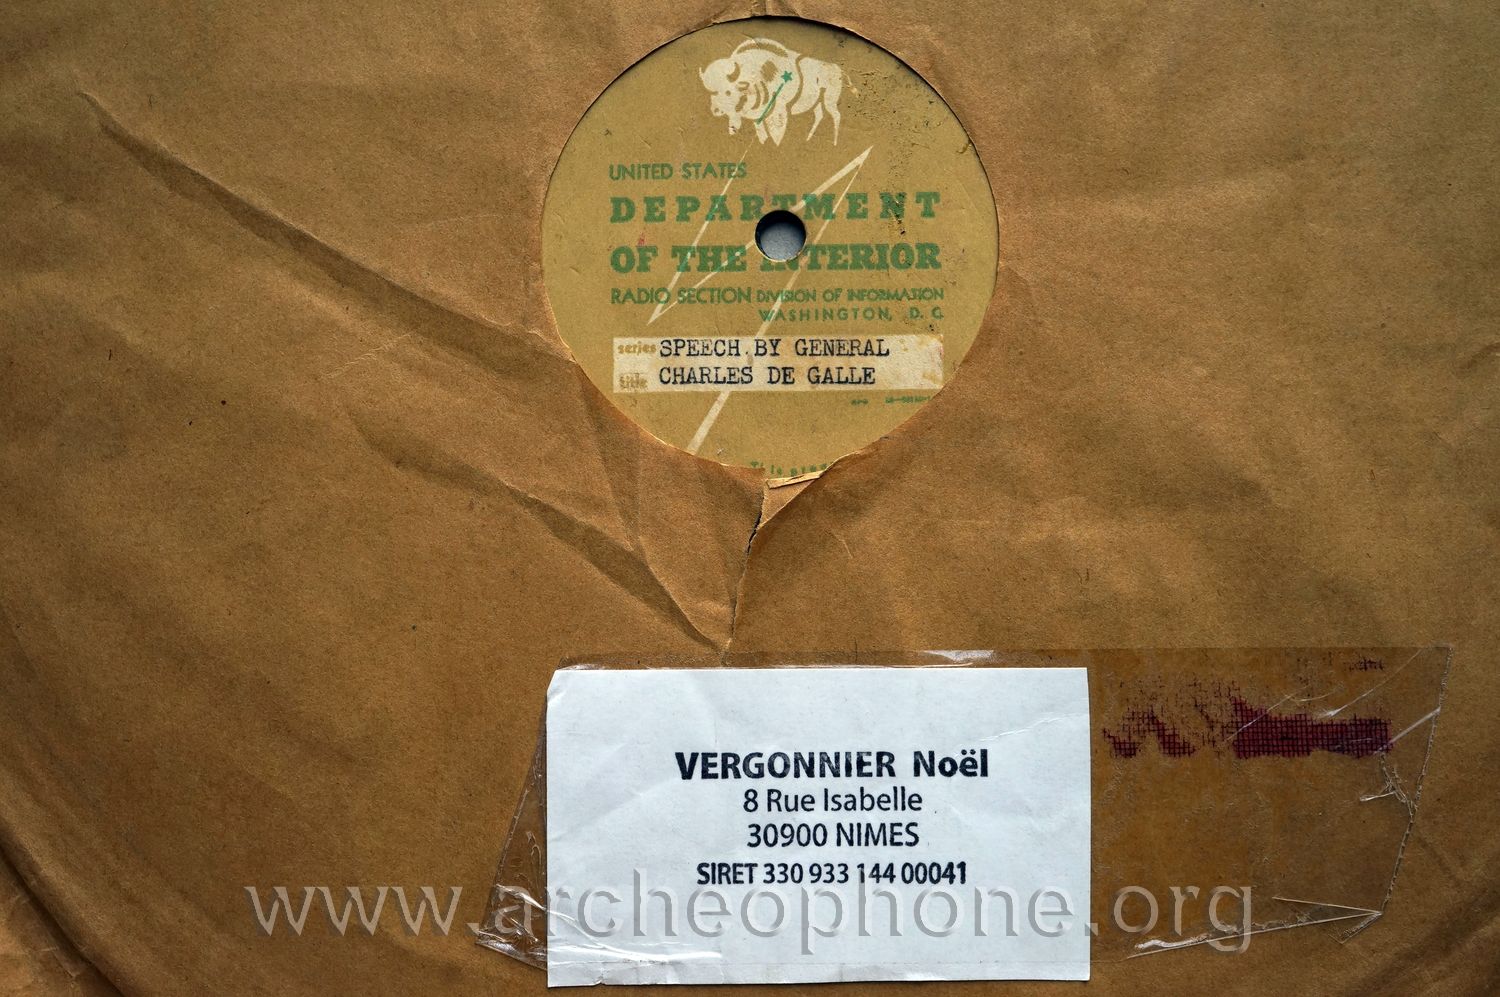 UNITED STATES
DEPARTMENT
OF THE INTERIOR
RADIO SECTION DIVISION OF INFORMATION
WASHINGTON, D. C.
series SPEECH BY GENERAL
title CHARLES DE GALLE
This
VERGONNIER Noël
8 Rue Isabelle
30900 NIMES
SIRET 330 933 144 00041
www.archeophone.org